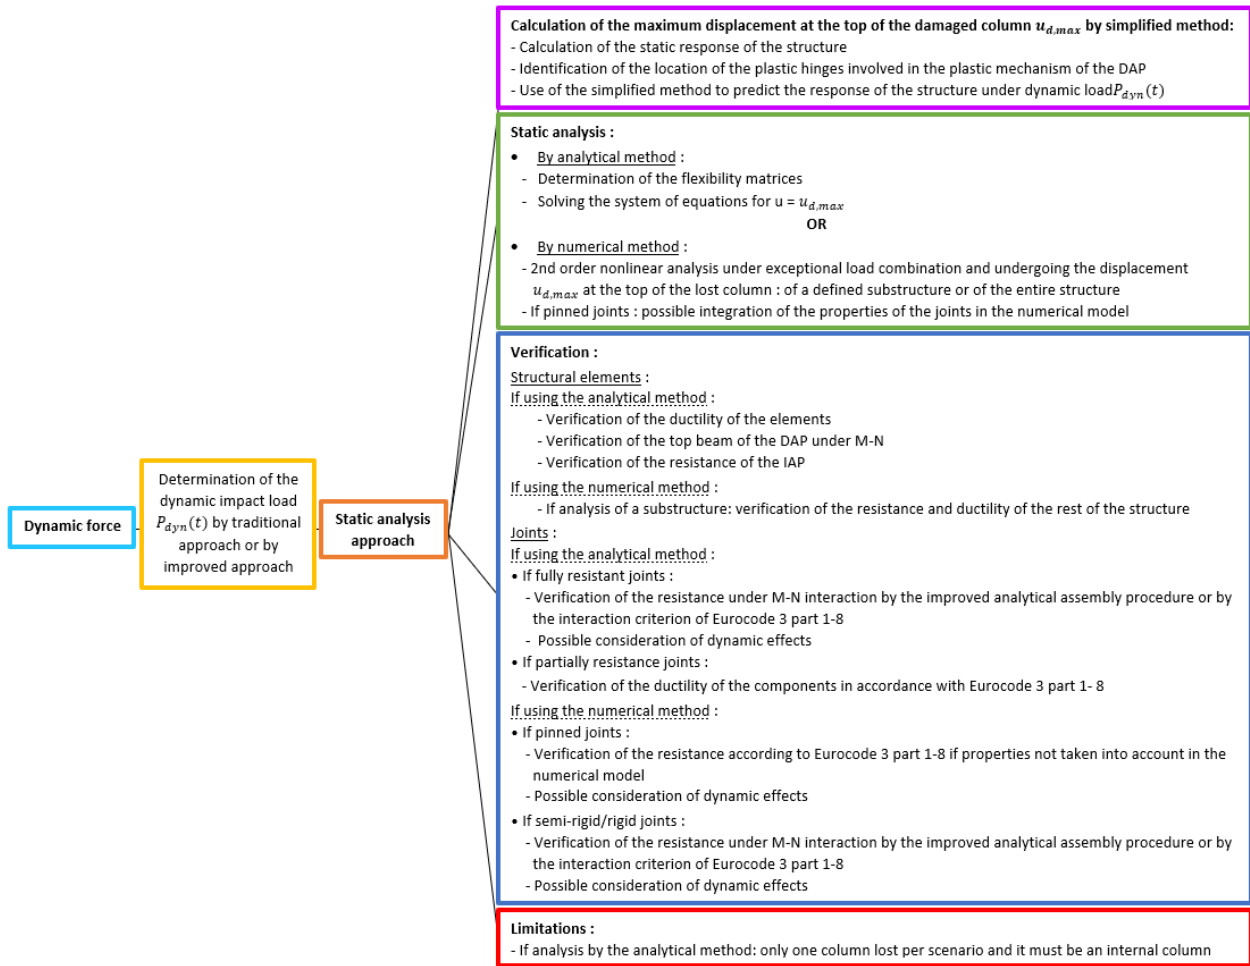 Dynamic force
Determination of the
dynamic impact load
P_dyn(t) by traditional
approach or by
improved approach
Static analysis
approach
Calculation of the maximum displacement at the top of the damaged column u_d,max by simplified method:
- Calculation of the static response of the structure
- Identification of the location of the plastic hinges involved in the plastic mechanism of the DAP
- Use of the simplified method to predict the response of the structure under dynamic loadP_dyn(t)
Static analysis :
• By analytical method :
- Determination of the flexibility matrices
- Solving the system of equations for u = u_d,max
OR
• By numerical method :
- 2nd order nonlinear analysis under exceptional load combination and undergoing the displacement
u_d,max at the top of the lost column : of a defined substructure or of the entire structure
- If pinned joints : possible integration of the properties of the joints in the numerical model
Verification :
Structural elements :
If using the analytical method :
- Verification of the ductility of the elements
- Verification of the top beam of the DAP under M-N
- Verification of the resistance of the IAP
If using the numerical method :
- If analysis of a substructure: verification of the resistance and ductility of the rest of the structure
Joints :
If using the analytical method :
• If fully resistant joints :
- Verification of the resistance under M-N interaction by the improved analytical assembly procedure or by
the interaction criterion of Eurocode 3 part 1-8
- Possible consideration of dynamic effects
• If partially resistance joints :
- Verification of the ductility of the components in accordance with Eurocode 3 part 1- 8
If using the numerical method :
• If pinned joints :
- Verification of the resistance according to Eurocode 3 part 1-8 if properties not taken into account in the
numerical model
- Possible consideration of dynamic effects
• If semi-rigid/rigid joints :
- Verification of the resistance under M-N interaction by the improved analytical assembly procedure or by
the interaction criterion of Eurocode 3 part 1-8
- Possible consideration of dynamic effects
Limitations :
- If analysis by the analytical method: only one column lost per scenario and it must be an internal column